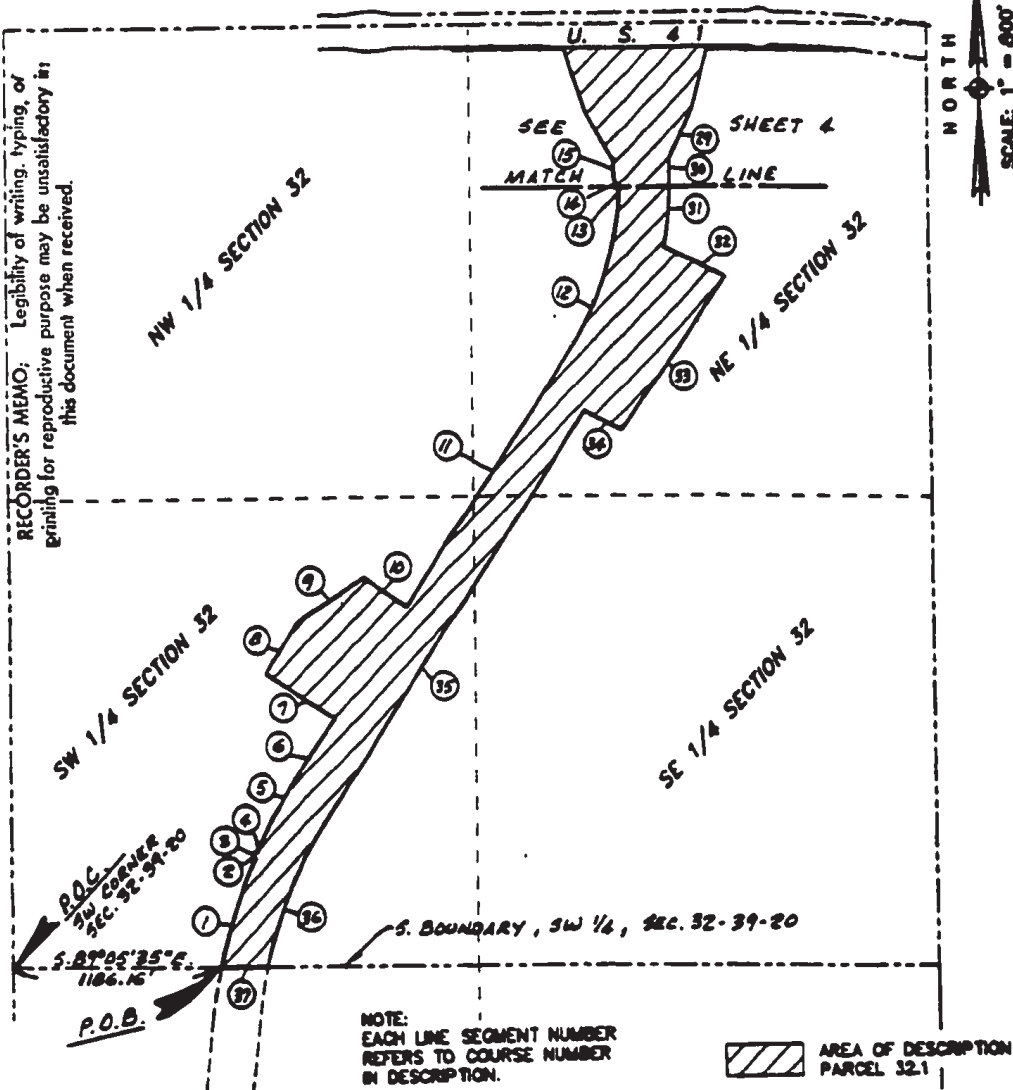 U. S. 41
NORTH
SCALE: 1" = 800'
RECORDER'S MEMO: Legibility of writing, typing, or
printing for reproductive purpose may be unsatisfactory in
this document when received.
SEE SHEET 4
MATCH LINE
15
29
30
14
31
13
32
12
NW 1/4 SECTION 32
NE 1/4 SECTION 32
33
34
11
10
9
8
7
35
6
5
4
3
2
SW 1/4 SECTION 32
SE 1/4 SECTION 32
P.O.C.
SW CORNER
SEC. 32-39-20
1
36
S. BOUNDARY, SW 1/4, SEC. 32-39-20
S.89°05'35"E.
1186.16'
37
P.O.B.
NOTE:
EACH LINE SEGMENT NUMBER
REFERS TO COURSE NUMBER
IN DESCRIPTION.
AREA OF DESCRIPTION
PARCEL 32.1